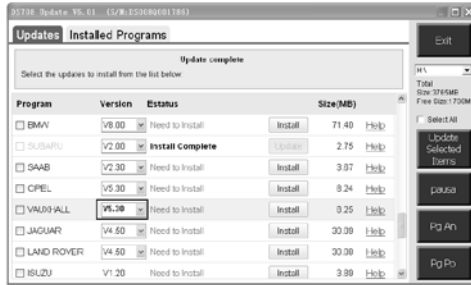 DST08 Update V5.01 (S/N:DS308Q001788)
Updates Installed Programs
Update complete
Select the updates to install from the list below
Program Version Estatus Size(MB)
BMW V8.00 Need to Install Install 71.40 Help
SUBARU V2.00 Install Complete Update 2.75 Help
SAAB V2.30 Need to Install Install 3.07 Help
OPEL V5.30 Need to Install Install 8.24 Help
VAUXHALL V5.30 Need to Install Install 8.25 Help
JAGUAR V4.50 Need to Install Install 30.09 Help
LAND ROVER V4.50 Need to Install Install 30.08 Help
ISUZU V1.20 Need to Install Install 3.89 Help
Exit
H:\
Total
Size:3765MB
Free Size:1700M
Select All
Update
Selected
Items
pausa
Pg An
Pg Po